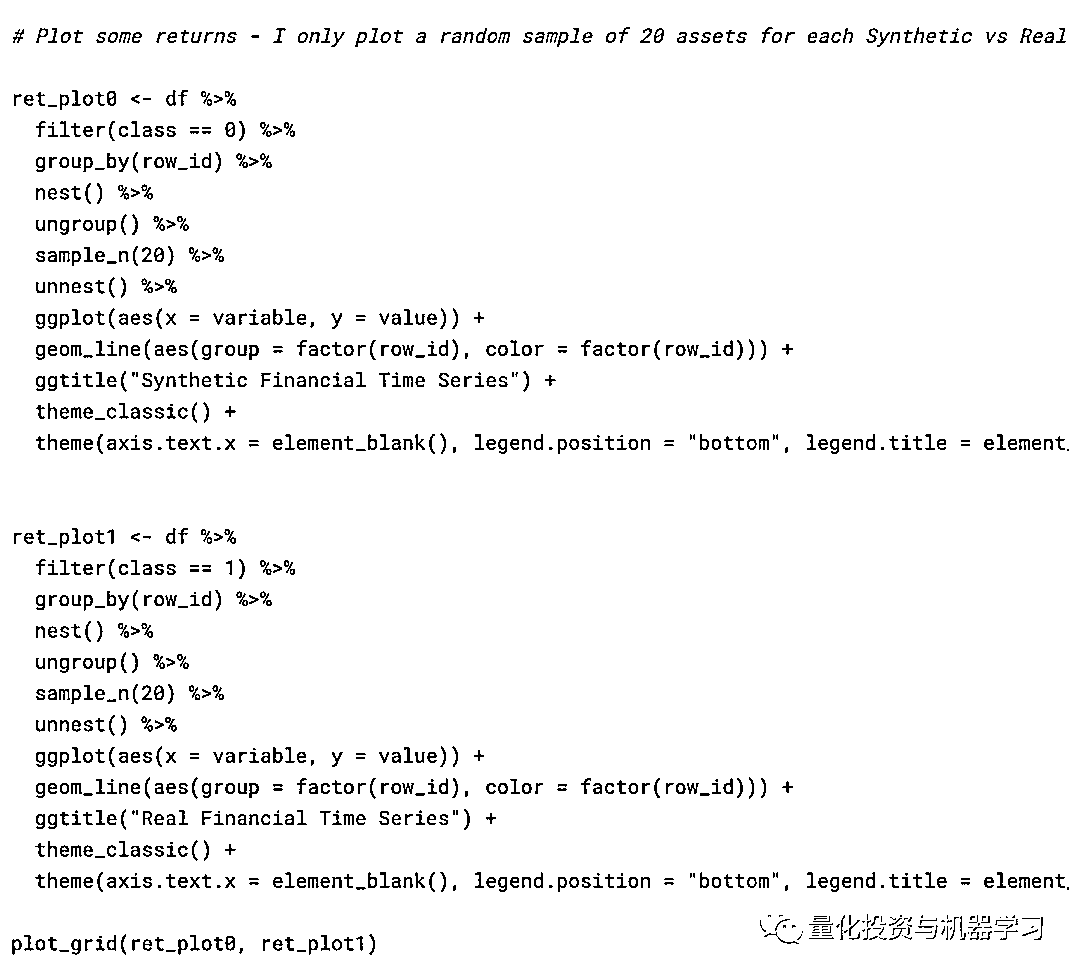 # Plot some returns - I only plot a random sample of 20 assets for each Synthetic vs Real
ret_plot0 <- df %>%
  filter(class == 0) %>%
  group_by(row_id) %>%
  nest() %>%
  ungroup() %>%
  sample_n(20) %>%
  unnest() %>%
  ggplot(aes(x = variable, y = value)) +
  geom_line(aes(group = factor(row_id), color = factor(row_id))) +
  ggtitle("Synthetic Financial Time Series") +
  theme_classic() +
  theme(axis.text.x = element_blank(), legend.position = "bottom", legend.title = element_
ret_plot1 <- df %>%
  filter(class == 1) %>%
  group_by(row_id) %>%
  nest() %>%
  ungroup() %>%
  sample_n(20) %>%
  unnest() %>%
  ggplot(aes(x = variable, y = value)) +
  geom_line(aes(group = factor(row_id), color = factor(row_id))) +
  ggtitle("Real Financial Time Series") +
  theme_classic() +
  theme(axis.text.x = element_blank(), legend.position = "bottom", legend.title = element_
plot_grid(ret_plot0, ret_plot1)
量化投资与机器学习